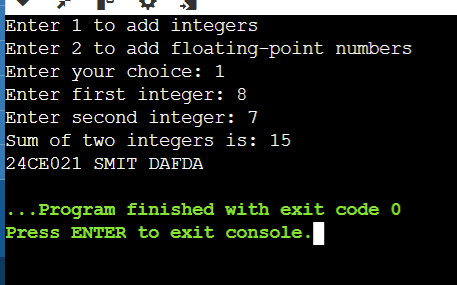 Enter 1 to add integers
Enter 2 to add floating-point numbers
Enter your choice: 1
Enter first integer: 8
Enter second integer: 7
Sum of two integers is: 15
24CE021 SMIT DAFDA
...Program finished with exit code 0
Press ENTER to exit console.